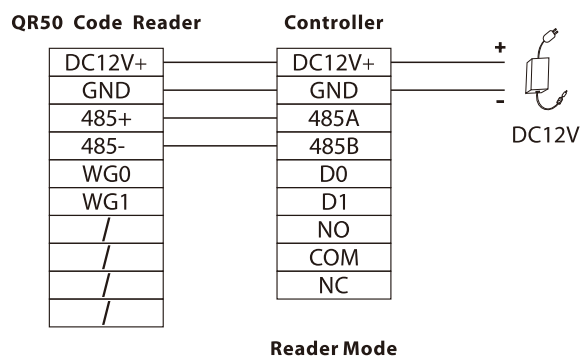 QR50 Code Reader
Controller
DC12V+
GND
485+
485-
WG0
WG1
/
/
/
/
DC12V+
GND
485A
485B
D0
D1
NO
COM
NC
+
-
DC12V
Reader Mode